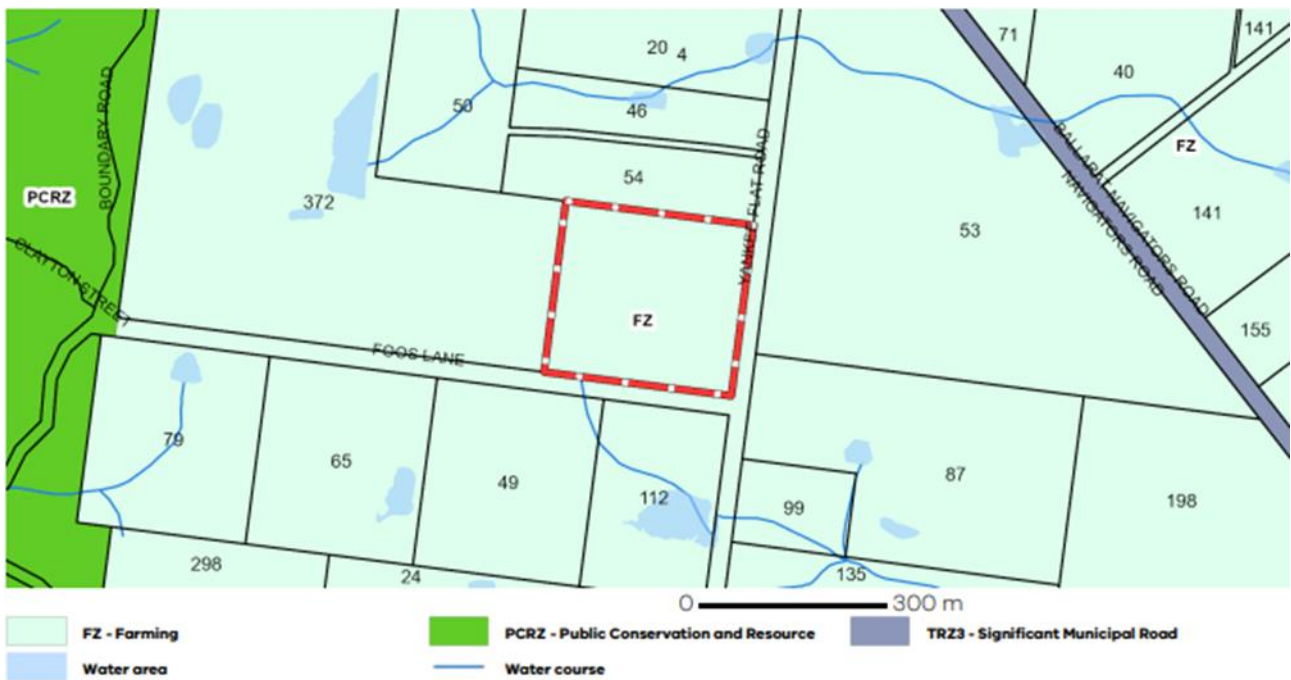 71
141
20
4
40
BOUNDARY ROAD
50
46
BALLARAT NAVIGATORS ROAD
FZ
YANKEE FLAT ROAD
54
PCRZ
372
NAVIGATORS ROAD
141
53
CLAYTON STREET
FZ
155
FOOS LANE
79
65
49
112
87
99
198
298
24
135
0 300 m
FZ - Farming
PCRZ - Public Conservation and Resource
TRZ3 - Significant Municipal Road
Water area
Water course